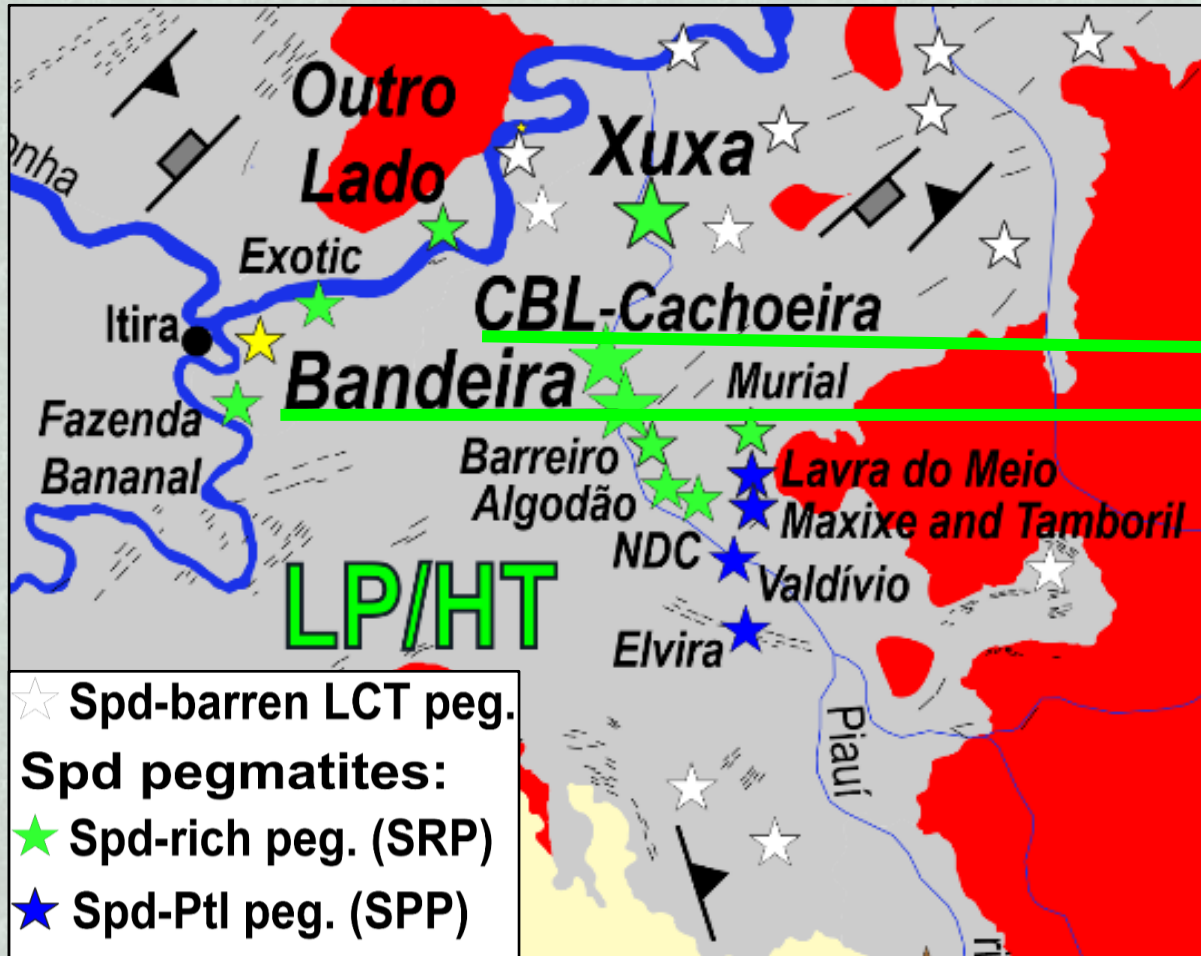 Outro
Lado
Xuxa
onha
Exotic
CBL-Cachoeira
Itira
Bandeira
Murial
Fazenda
Bananal
Barreiro
Lavra do Meio
Algodão
Maxixe and Tamboril
NDC
Valdívio
LP/HT
Elvira
Piauí
Spd-barren LCT peg.
Spd pegmatites:
Spd-rich peg. (SRP)
Spd-Ptl peg. (SPP)